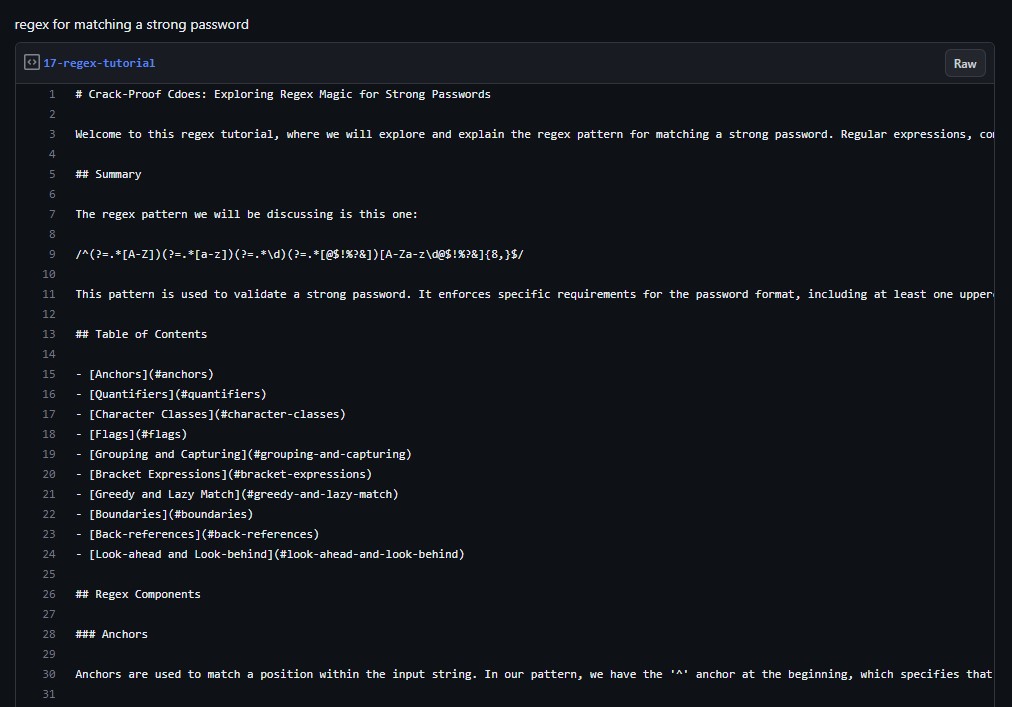 regex for matching a strong password
17-regex-tutorial
Raw
1 # Crack-Proof Cdoes: Exploring Regex Magic for Strong Passwords
2
3 Welcome to this regex tutorial, where we will explore and explain the regex pattern for matching a strong password. Regular expressions, co
4
5 ## Summary
6
7 The regex pattern we will be discussing is this one:
8
9 /^(?=.*[A-Z])(?=.*[a-z])(?=.*\d)(?=.*[@$!%?&])[A-Za-z\d@$!%?&]{8,}$/
10
11 This pattern is used to validate a strong password. It enforces specific requirements for the password format, including at least one upper
12
13 ## Table of Contents
14
15 - [Anchors](#anchors)
16 - [Quantifiers](#quantifiers)
17 - [Character Classes](#character-classes)
18 - [Flags](#flags)
19 - [Grouping and Capturing](#grouping-and-capturing)
20 - [Bracket Expressions](#bracket-expressions)
21 - [Greedy and Lazy Match](#greedy-and-lazy-match)
22 - [Boundaries](#boundaries)
23 - [Back-references](#back-references)
24 - [Look-ahead and Look-behind](#look-ahead-and-look-behind)
25
26 ## Regex Components
27
28 ### Anchors
29
30 Anchors are used to match a position within the input string. In our pattern, we have the '^' anchor at the beginning, which specifies that
31